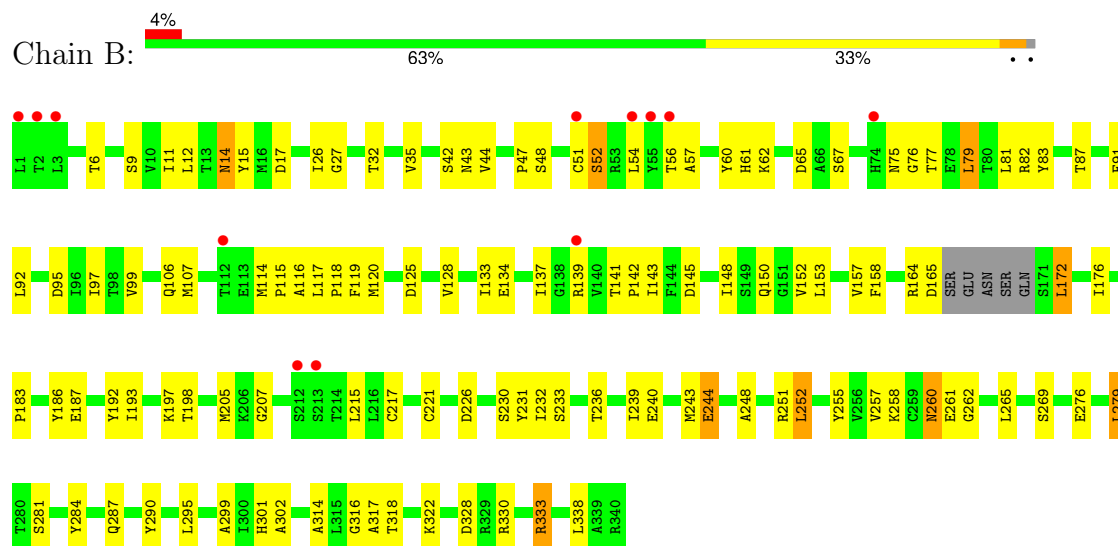 4%
Chain B:
63% 33% . .
L1 T2 L3 T6 S9 V10 I11 L12 T13 N14 Y15 M16 D17 I26 G27 T32 V35 S42 N43 V44 P47 S48 C51 S52 R53 L54 Y55 T56 A57 Y60 H61 K62 D65 A66 S67 H74 N75 G76 T77 E78 L79 T80 L81 R82 Y83 T87
L92 D95 I96 I97 T98 V99 Q106 M107 T112 E113 M114 P115 A116 L117 P118 F119 M120 D125 V128 I133 E134 I137 G138 R139 V140 T141 P142 I143 F144 D145 I148 S149 Q150 G151 V152 L153 V157 F158 R164 D165 SER GLU ASN SER GLN S171 L172 I176
P183 Y186 E187 Y192 I193 K197 T198 M205 K206 G207 S212 S213 T214 L215 L216 C217 C221 D226 S230 Y231 I232 S233 T236 I239 E240 M243 E244 A248 R251 L252 Y255 V256 V257 K258 C259 N260 E261 G262 L265 S269 E276
T280 S281 Y284 Q287 Y290 L295 A299 I300 H301 A302 A314 L315 G316 A317 T318 K322 D328 R329 R330 R333 L338 A339 R340